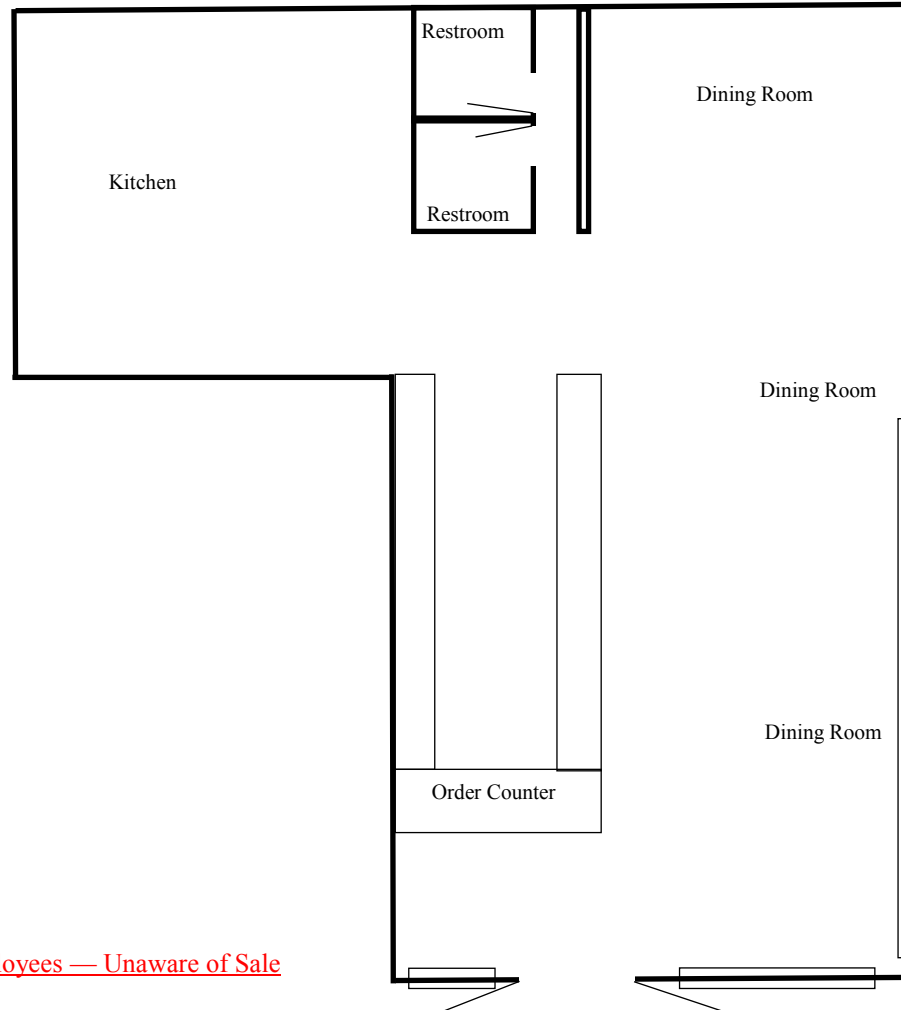 Restroom
Dining Room
Kitchen
Restroom
Dining Room
Dining Room
Order Counter
oyees — Unaware of Sale